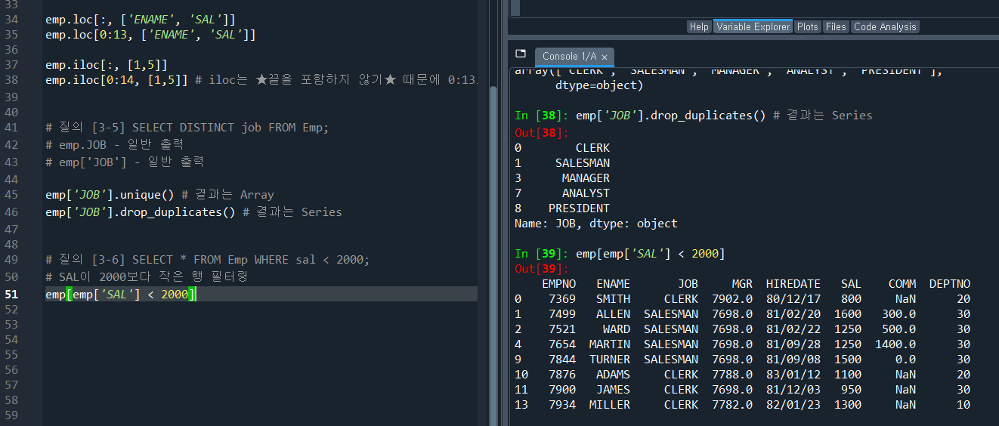 33
34 emp.loc[:, ['ENAME', 'SAL']]
35 emp.loc[0:13, ['ENAME', 'SAL']]
36
37 emp.iloc[:, [1,5]]
38 emp.iloc[0:14, [1,5]] # iloc는 ★끝을 포함하지 않기★ 때문에 0:13
39
40
41 # 질의 [3-5] SELECT DISTINCT job FROM Emp;
42 # emp.JOB - 일반 출력
43 # emp['JOB'] - 일반 출력
44
45 emp['JOB'].unique() # 결과는 Array
46 emp['JOB'].drop_duplicates() # 결과는 Series
47
48
49 # 질의 [3-6] SELECT * FROM Emp WHERE sal < 2000;
50 # SAL이 2000보다 작은 행 필터링
51 emp[emp['SAL'] < 2000]
52
53
54
55
56
57
58
59
Help Variable Explorer Plots Files Code Analysis
Console 1/A ×
array(['CLERK', 'SALESMAN', 'MANAGER', 'ANALYST', 'PRESIDENT'],
dtype=object)
In [38]: emp['JOB'].drop_duplicates() # 결과는 Series
Out[38]:
0 CLERK
1 SALESMAN
3 MANAGER
7 ANALYST
8 PRESIDENT
Name: JOB, dtype: object
In [39]: emp[emp['SAL'] < 2000]
Out[39]:
EMPNO ENAME JOB MGR HIREDATE SAL COMM DEPTNO
0 7369 SMITH CLERK 7902.0 80/12/17 800 NaN 20
1 7499 ALLEN SALESMAN 7698.0 81/02/20 1600 300.0 30
2 7521 WARD SALESMAN 7698.0 81/02/22 1250 500.0 30
4 7654 MARTIN SALESMAN 7698.0 81/09/28 1250 1400.0 30
9 7844 TURNER SALESMAN 7698.0 81/09/08 1500 0.0 30
10 7876 ADAMS CLERK 7788.0 83/01/12 1100 NaN 20
11 7900 JAMES CLERK 7698.0 81/12/03 950 NaN 30
13 7934 MILLER CLERK 7782.0 82/01/23 1300 NaN 10